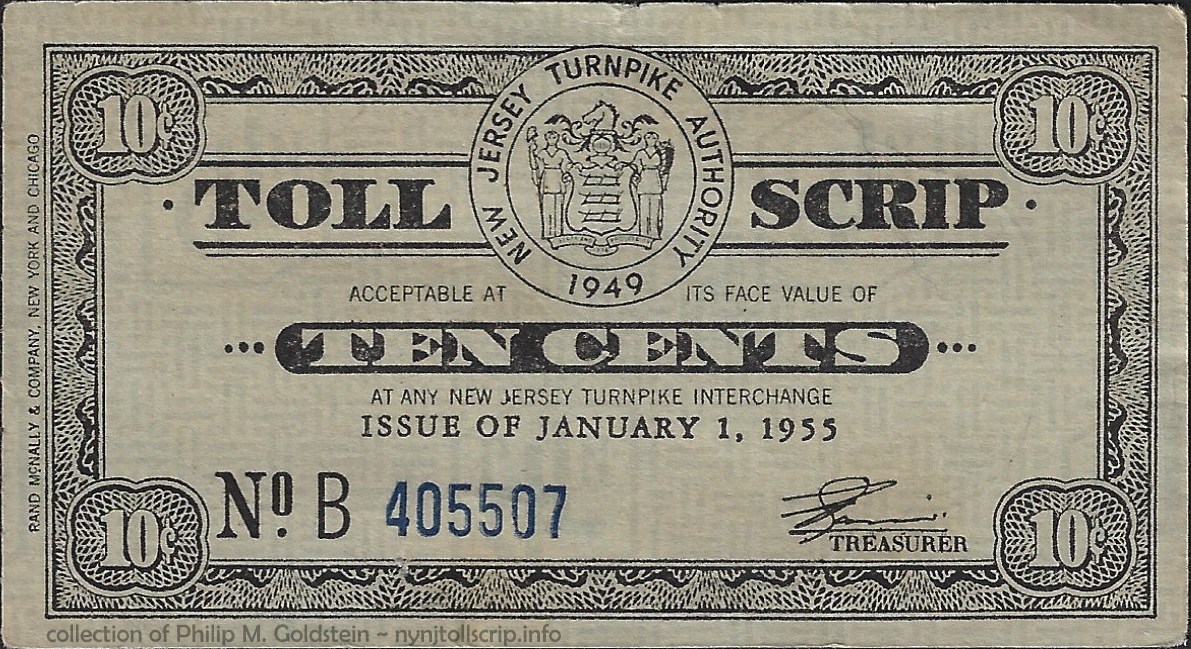 10¢ 10¢
NEW JERSEY TURNPIKE AUTHORITY
1949
· TOLL SCRIP ·
ACCEPTABLE AT ITS FACE VALUE OF
··· TEN CENTS ···
AT ANY NEW JERSEY TURNPIKE INTERCHANGE
ISSUE OF JANUARY 1, 1955
Nº B 405507
TREASURER
10¢ 10¢
RAND MCNALLY & COMPANY, NEW YORK AND CHICAGO
collection of Philip M. Goldstein ~ nynjtollscrip.info